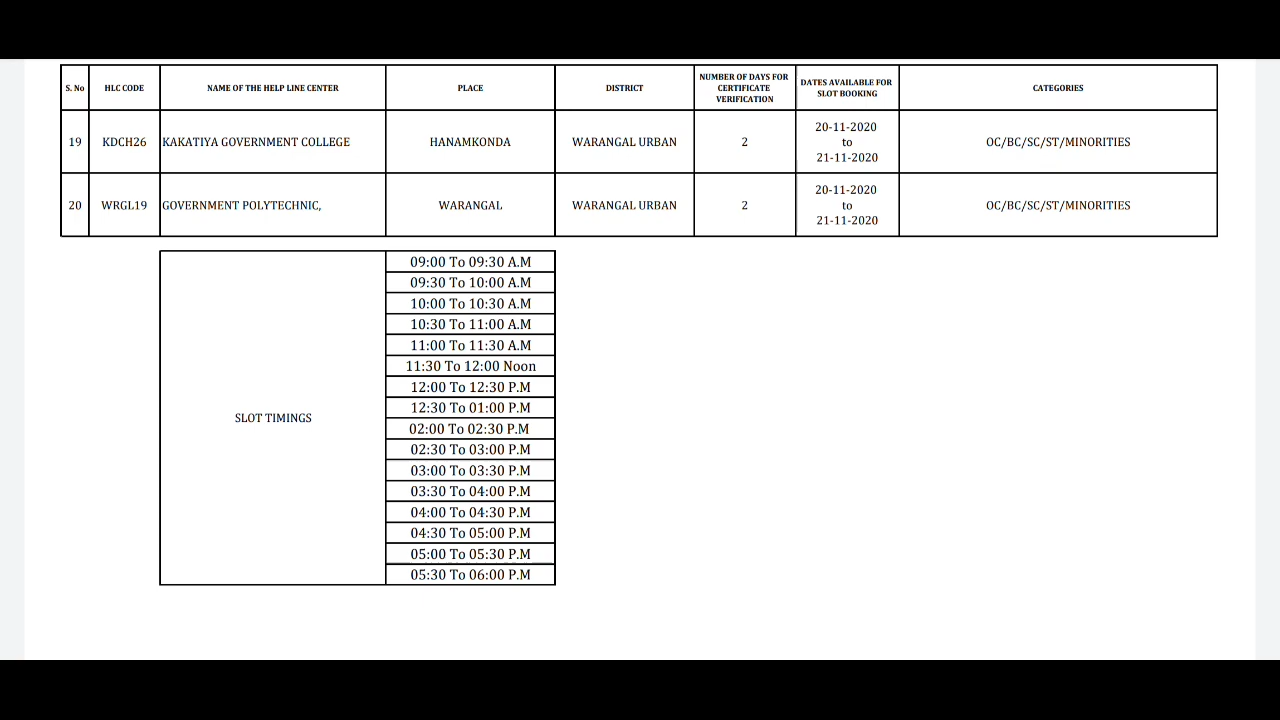 S. No HLC CODE NAME OF THE HELP LINE CENTER PLACE DISTRICT NUMBER OF DAYS FOR CERTIFICATE VERIFICATION DATES AVAILABLE FOR SLOT BOOKING CATEGORIES
19 KDCH26 KAKATIYA GOVERNMENT COLLEGE HANAMKONDA WARANGAL URBAN 2 20-11-2020 to 21-11-2020 OC/BC/SC/ST/MINORITIES
20 WRGL19 GOVERNMENT POLYTECHNIC, WARANGAL WARANGAL URBAN 2 20-11-2020 to 21-11-2020 OC/BC/SC/ST/MINORITIES
SLOT TIMINGS
09:00 To 09:30 A.M
09:30 To 10:00 A.M
10:00 To 10:30 A.M
10:30 To 11:00 A.M
11:00 To 11:30 A.M
11:30 To 12:00 Noon
12:00 To 12:30 P.M
12:30 To 01:00 P.M
02:00 To 02:30 P.M
02:30 To 03:00 P.M
03:00 To 03:30 P.M
03:30 To 04:00 P.M
04:00 To 04:30 P.M
04:30 To 05:00 P.M
05:00 To 05:30 P.M
05:30 To 06:00 P.M